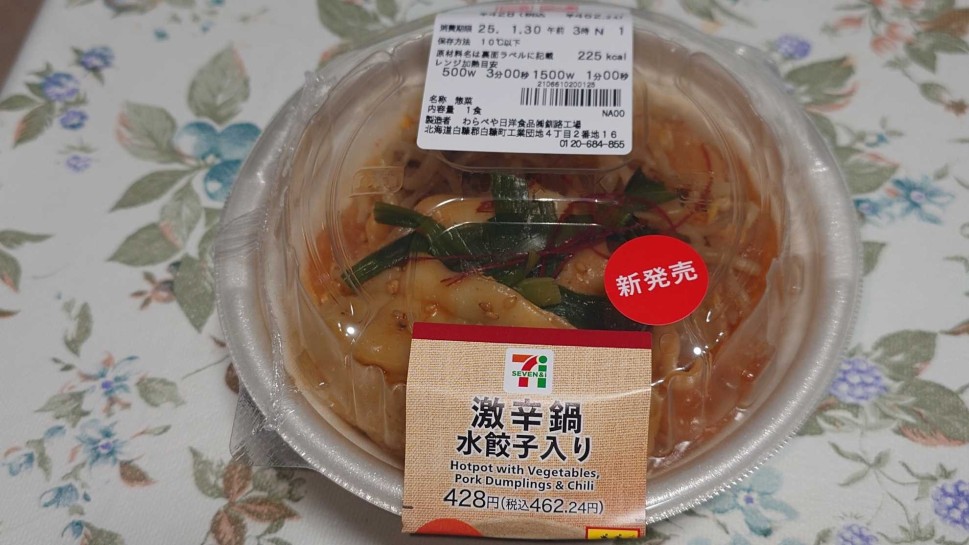 消費期限 25. 1.30 午前 3時 N 1
保存方法 10℃以下
原材料名は裏面ラベルに記載 225 kcal
レンジ加熱目安
500W 3分00秒 1500W 1分00秒
2106610200125
NA00
名称 惣菜
内容量 1食
製造者 わらべや日洋食品㈱釧路工場
北海道白糠郡白糠町工業団地4丁目2番地16
0120-684-855
新発売
7i
SEVEN&i
激辛鍋
水餃子入り
Hotpot with Vegetables,
Pork Dumplings & Chili
428円(税込462.24円)